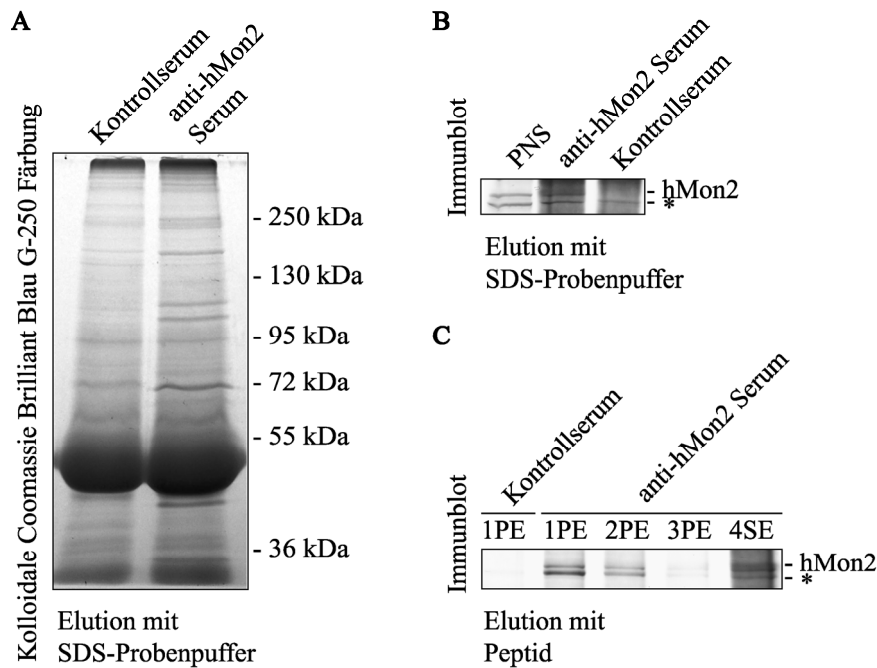 A
Kolloidale Coomassie Brilliant Blau G-250 Färbung
Kontrollserum
anti-hMon2
Serum
- 250 kDa
- 130 kDa
- 95 kDa
- 72 kDa
- 55 kDa
- 36 kDa
Elution mit
SDS-Probenpuffer
B
Immunblot
PNS
anti-hMon2 Serum
Kontrollserum
- hMon2
- *
Elution mit
SDS-Probenpuffer
C
Immunblot
Kontrollserum
anti-hMon2 Serum
1PE 1PE 2PE 3PE 4SE
- hMon2
- *
Elution mit
Peptid